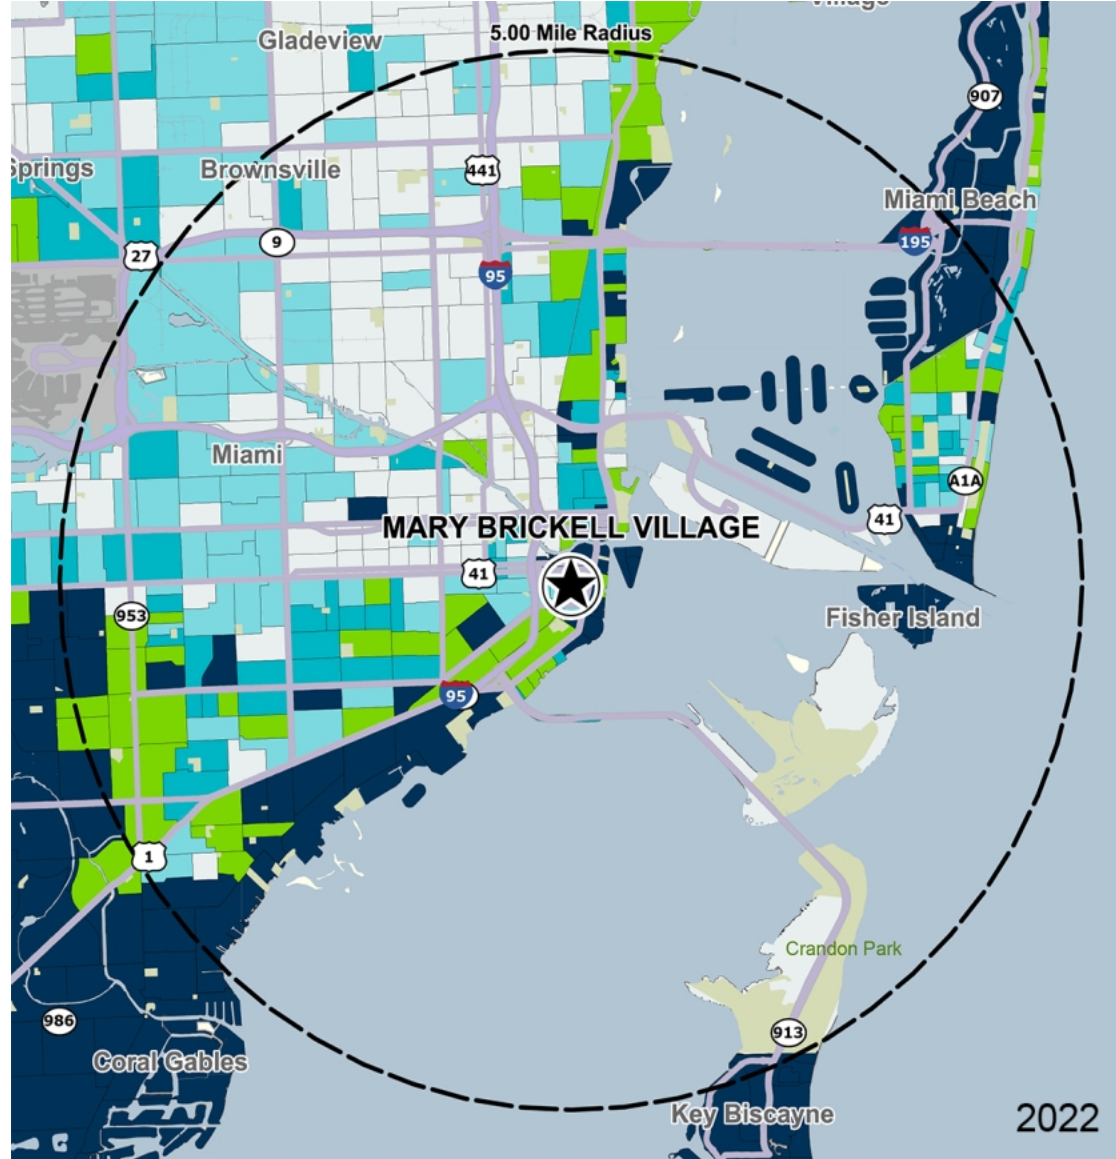 Village
Gladeview
5.00 Mile Radius
907
Springs
Brownsville
441
Miami Beach
27
9
195
95
Miami
A1A
MARY BRICKELL VILLAGE
41
41
953
Fisher Island
95
1
Crandon Park
986
913
Coral Gables
Key Biscayne
2022